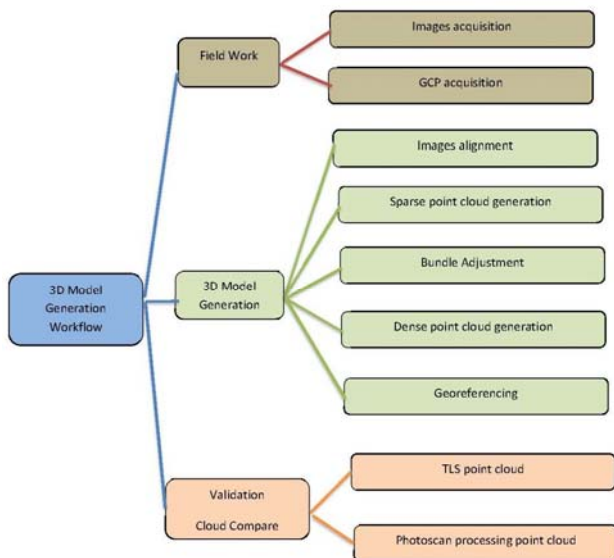 Images acquisition
Field Work
GCP acquisition
Images alignment
Sparse point cloud generation
Bundle Adjustment
3D Model
Generation
Workflow
3D Model
Generation
Dense point cloud generation
Georeferencing
TLS point cloud
Validation
Cloud Compare
Photoscan processing point cloud